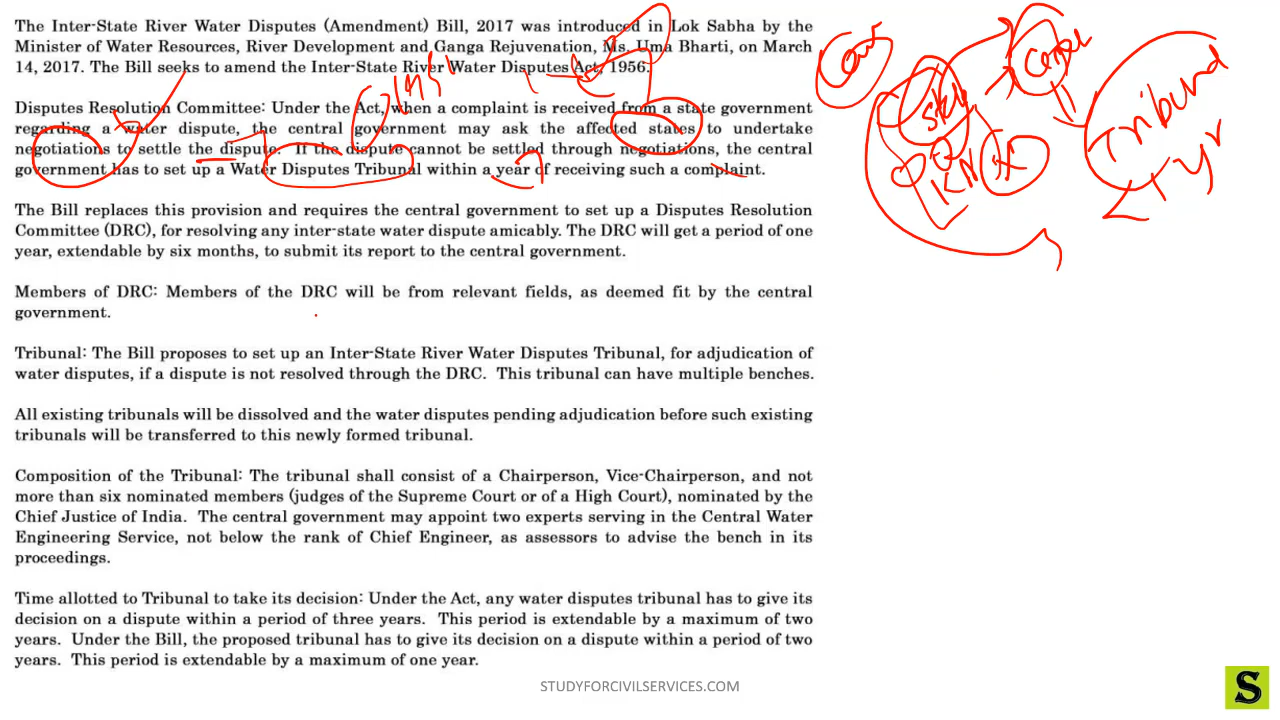 The Inter-State River Water Disputes (Amendment) Bill, 2017 was introduced in Lok Sabha by the
Minister of Water Resources, River Development and Ganga Rejuvenation, Ms. Uma Bharti, on March
14, 2017. The Bill seeks to amend the Inter-State River Water Disputes Act, 1956.
Disputes Resolution Committee: Under the Act, when a complaint is received from a state government
regarding a water dispute, the central government may ask the affected states to undertake
negotiations to settle the dispute. If the dispute cannot be settled through negotiations, the central
government has to set up a Water Disputes Tribunal within a year of receiving such a complaint.
The Bill replaces this provision and requires the central government to set up a Disputes Resolution
Committee (DRC), for resolving any inter-state water dispute amicably. The DRC will get a period of one
year, extendable by six months, to submit its report to the central government.
Members of DRC: Members of the DRC will be from relevant fields, as deemed fit by the central
government.
Tribunal: The Bill proposes to set up an Inter-State River Water Disputes Tribunal, for adjudication of
water disputes, if a dispute is not resolved through the DRC. This tribunal can have multiple benches.
All existing tribunals will be dissolved and the water disputes pending adjudication before such existing
tribunals will be transferred to this newly formed tribunal.
Composition of the Tribunal: The tribunal shall consist of a Chairperson, Vice-Chairperson, and not
more than six nominated members (judges of the Supreme Court or of a High Court), nominated by the
Chief Justice of India. The central government may appoint two experts serving in the Central Water
Engineering Service, not below the rank of Chief Engineer, as assessors to advise the bench in its
proceedings.
Time allotted to Tribunal to take its decision: Under the Act, any water disputes tribunal has to give its
decision on a dispute within a period of three years. This period is extendable by a maximum of two
years. Under the Bill, the proposed tribunal has to give its decision on a dispute within a period of two
years. This period is extendable by a maximum of one year.
Tribunal
1 yr
STUDYFORCIVILSERVICES.COM
S